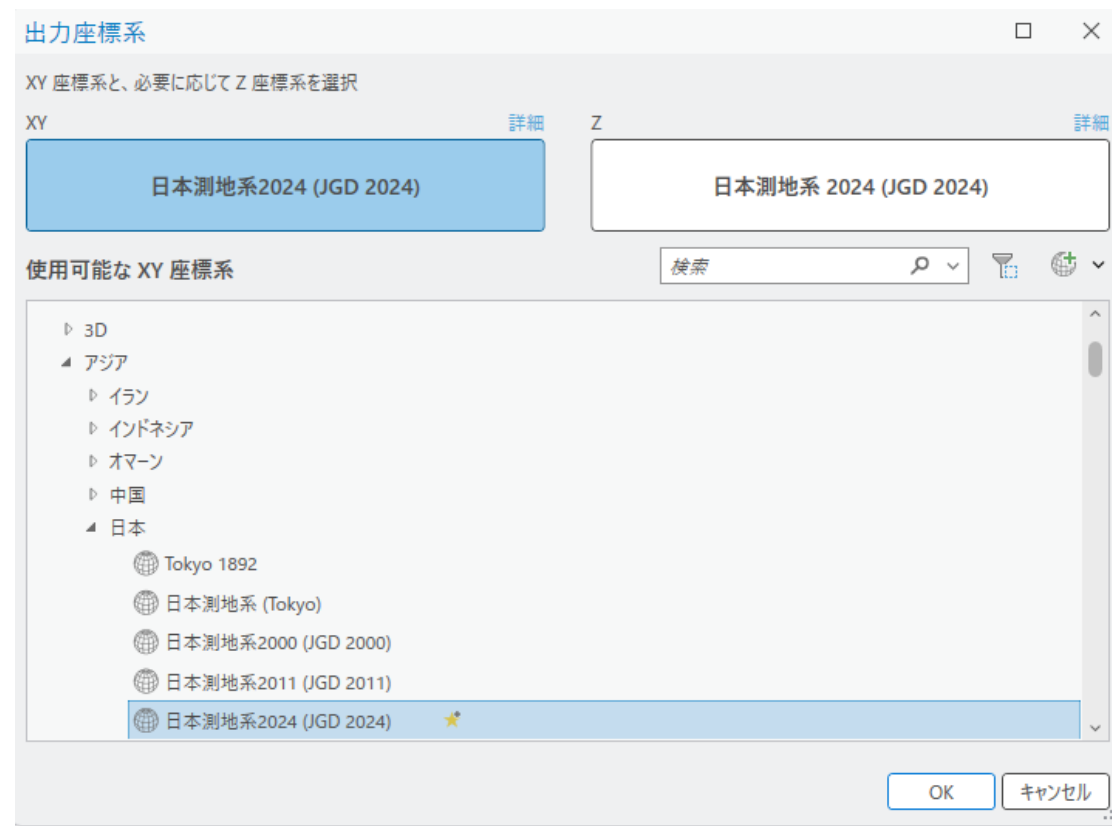 出力座標系
XY 座標系と、必要に応じて Z 座標系を選択
XY 詳細 Z 詳細
日本測地系2024 (JGD 2024) 日本測地系 2024 (JGD 2024)
使用可能な XY 座標系 検索
3D
アジア
イラン
インドネシア
オマーン
中国
日本
Tokyo 1892
日本測地系 (Tokyo)
日本測地系2000 (JGD 2000)
日本測地系2011 (JGD 2011)
日本測地系2024 (JGD 2024)
OK キャンセル